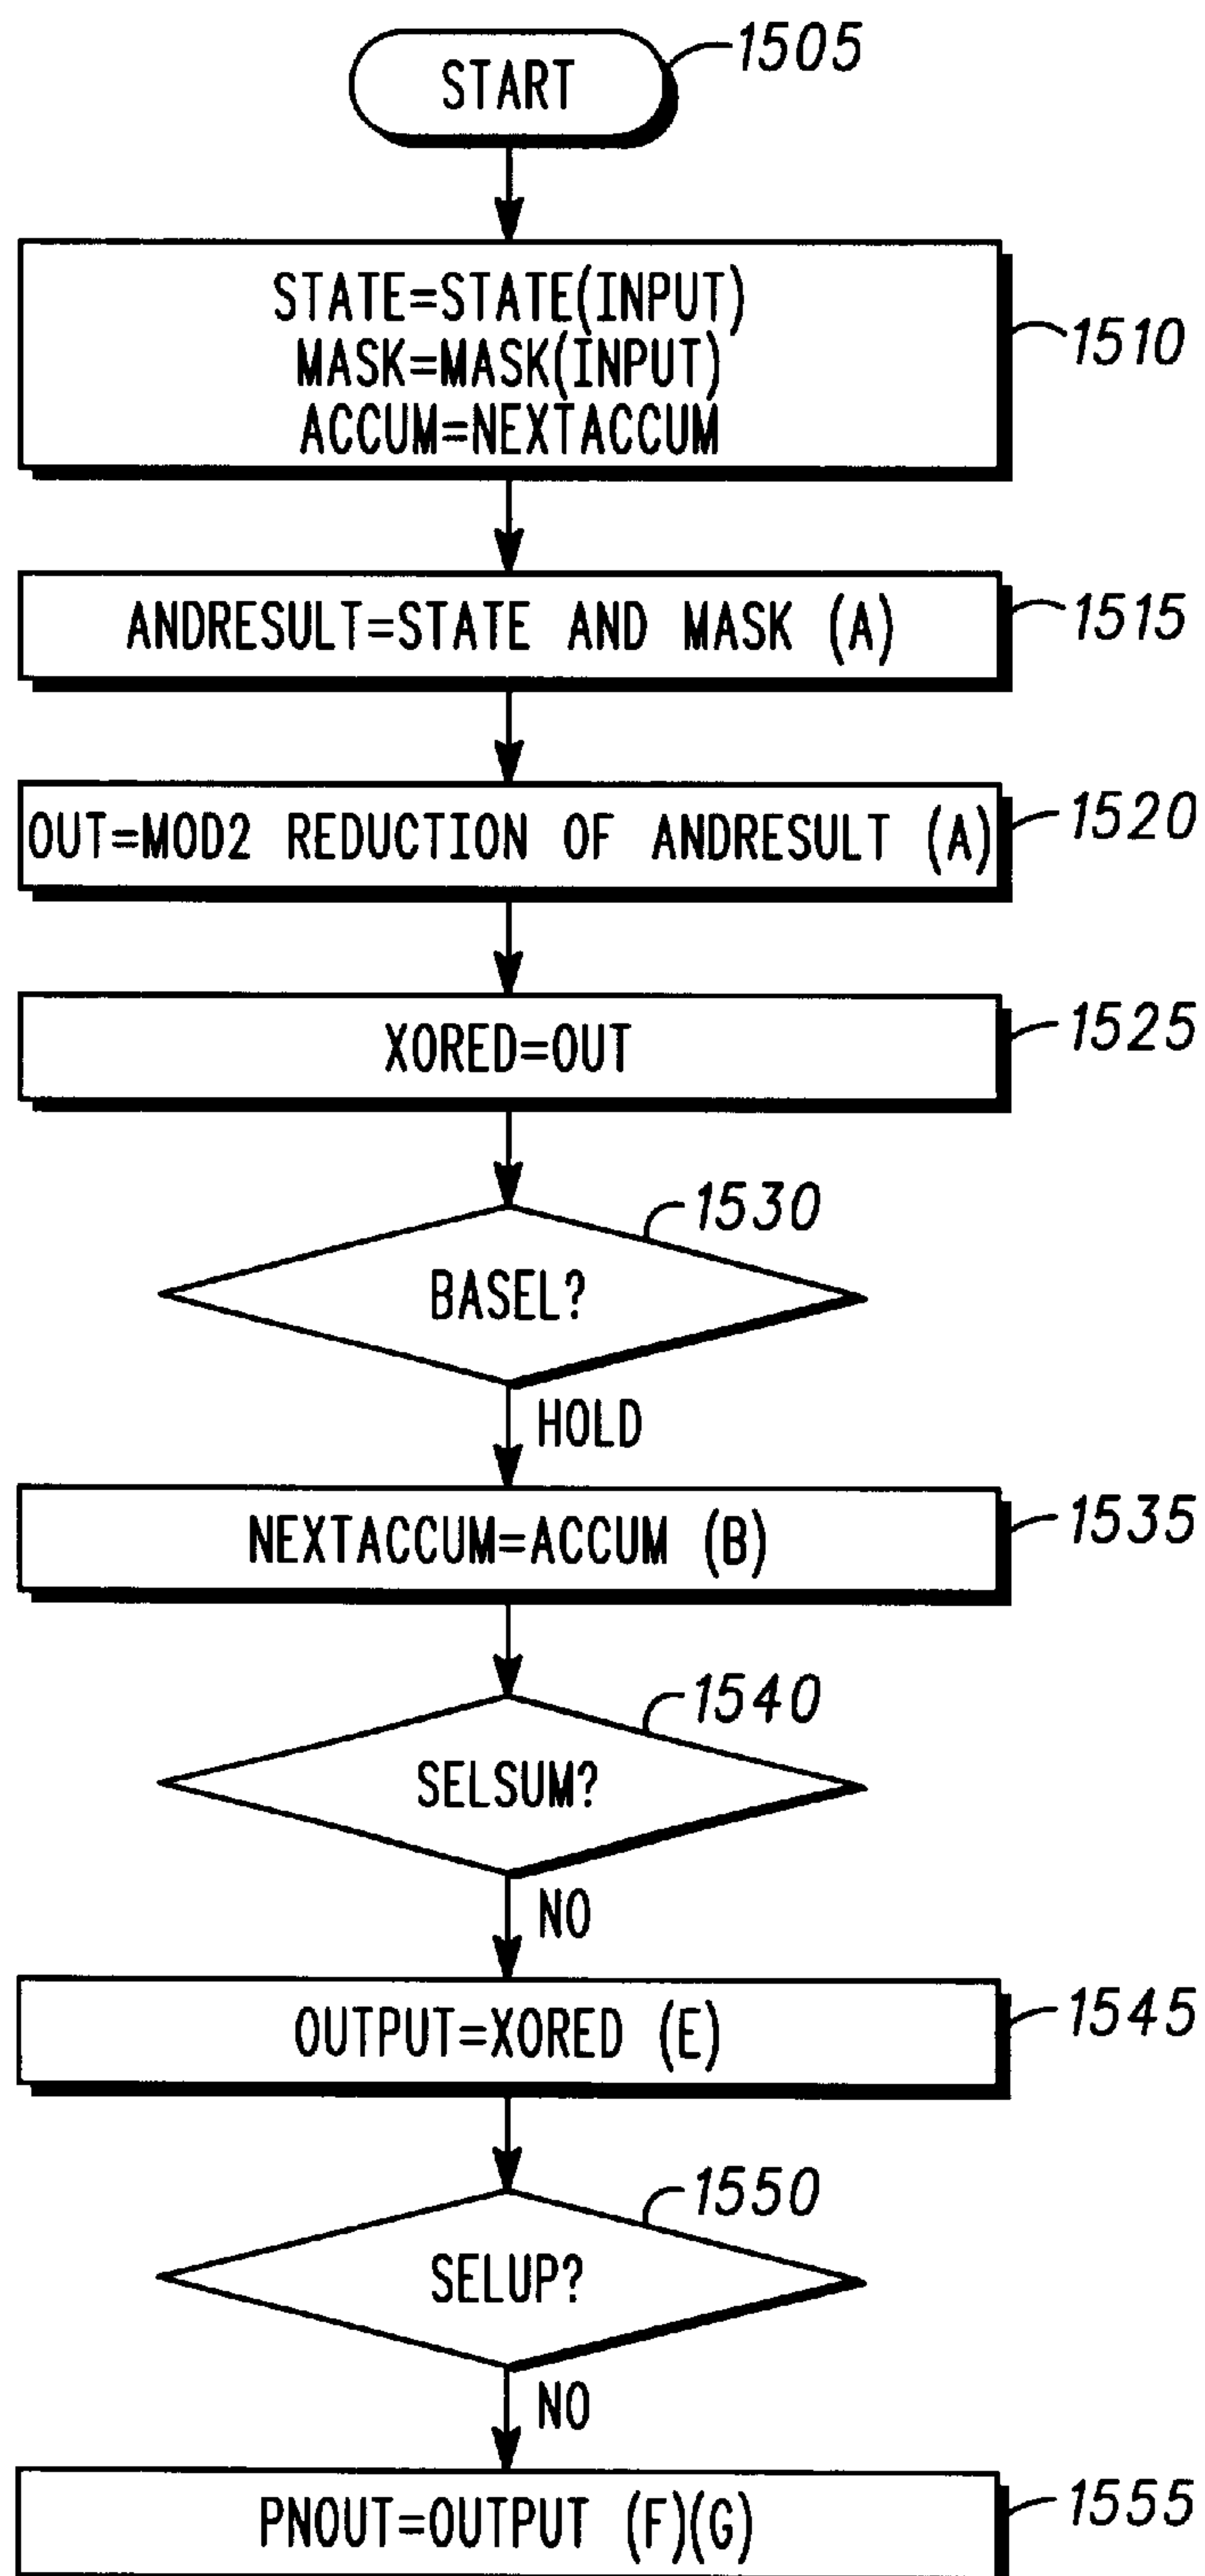 START
1505
STATE=STATE(INPUT)
MASK=MASK(INPUT)
ACCUM=NEXTACCUM
1510
ANDRESULT=STATE AND MASK (A)
1515
OUT=MOD2 REDUCTION OF ANDRESULT (A)
1520
XORED=OUT
1525
BASEL?
1530
HOLD
NEXTACCUM=ACCUM (B)
1535
SELSUM?
1540
NO
OUTPUT=XORED (E)
1545
SELUP?
1550
NO
PNOUT=OUTPUT (F)(G)
1555